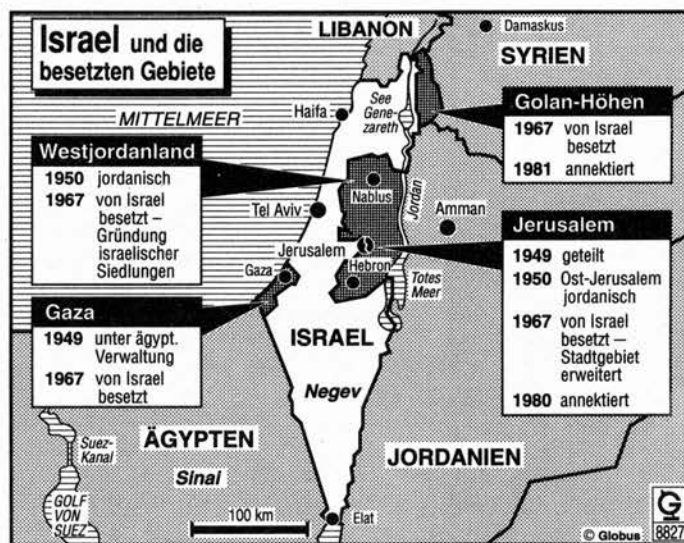 Israel und die
besetzten Gebiete
LIBANON
Damaskus
SYRIEN
MITTELMEER
Haifa
See
Gene-
zareth
Golan-Höhen
1967 von Israel
besetzt
1981 annektiert
Westjordanland
1950 jordanisch
1967 von Israel
besetzt –
Gründung
israelischer
Siedlungen
Nablus
Jordan
Tel Aviv
Amman
Jerusalem
Jerusalem
1949 geteilt
1950 Ost-Jerusalem
jordanisch
1967 von Israel
besetzt –
Stadtgebiet
erweitert
1980 annektiert
Gaza
Hebron
Totes
Meer
Gaza
1949 unter ägypt.
Verwaltung
1967 von Israel
besetzt
ISRAEL
Negev
ÄGYPTEN
Sinai
JORDANIEN
Suez-
Kanal
GOLF
VON
SUEZ
100 km
Elat
© Globus
G
8827